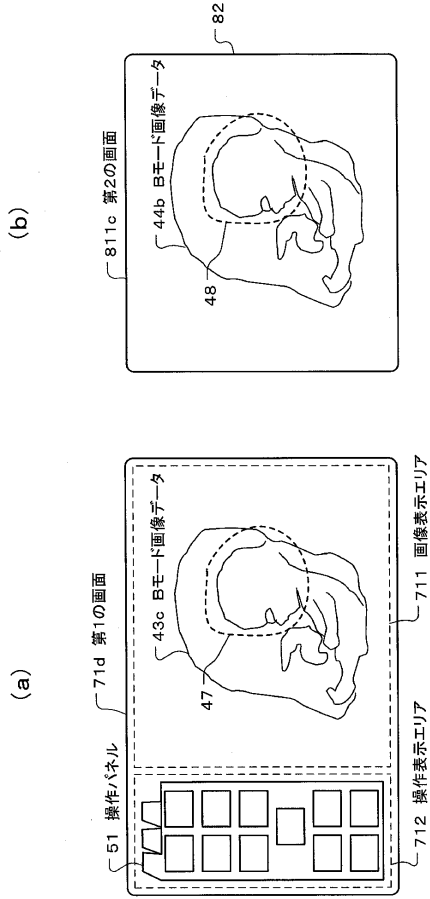 (a)
71d 第1の画面
51 操作パネル
43c Bモード画像データ
47
712 操作表示エリア
711 画像表示エリア
(b)
811c 第2の画面
44b Bモード画像データ
48
82